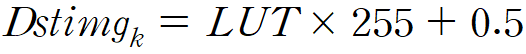 Dstimg_k = LUT × 255 + 0.5